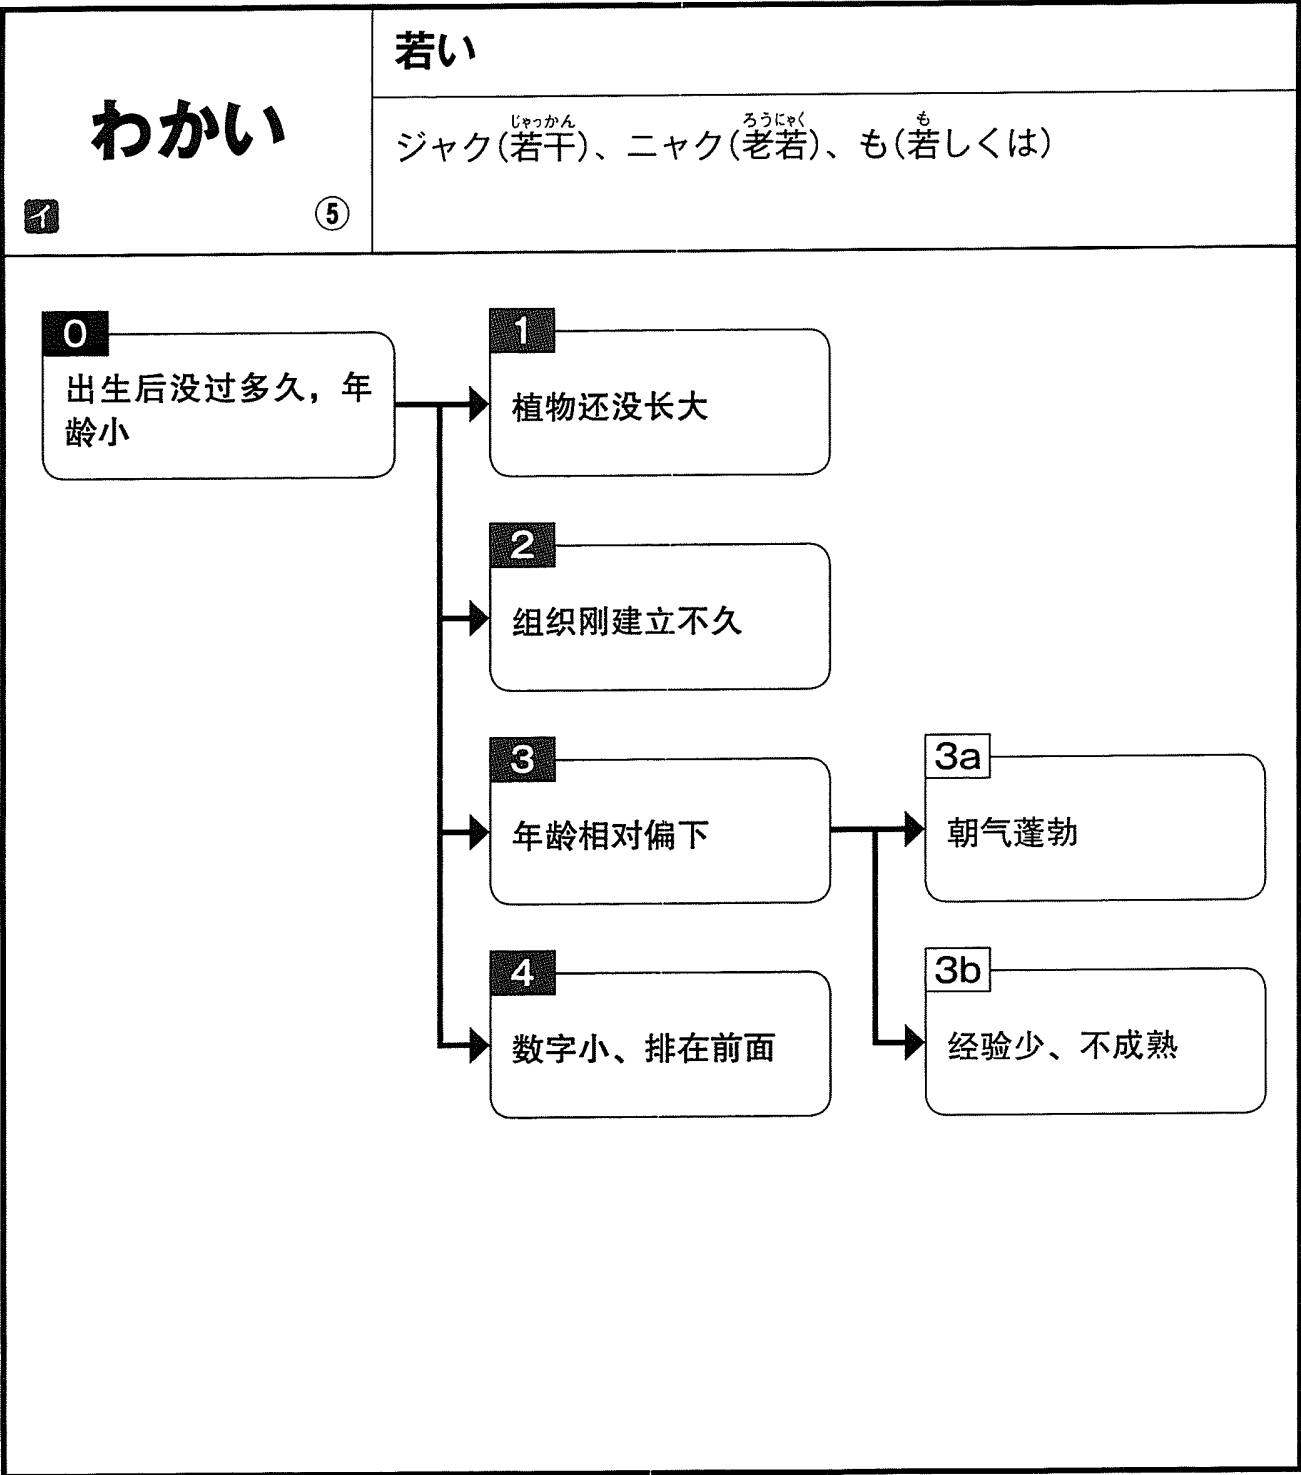 わかい
イ
⑤
若い
じゃっかん ろうにゃく も
ジャク(若干)、ニャク(老若)、も(若しくは)
0
出生后没过多久，年
龄小
1
植物还没长大
2
组织刚建立不久
3
年龄相对偏下
3a
朝气蓬勃
4
数字小、排在前面
3b
经验少、不成熟